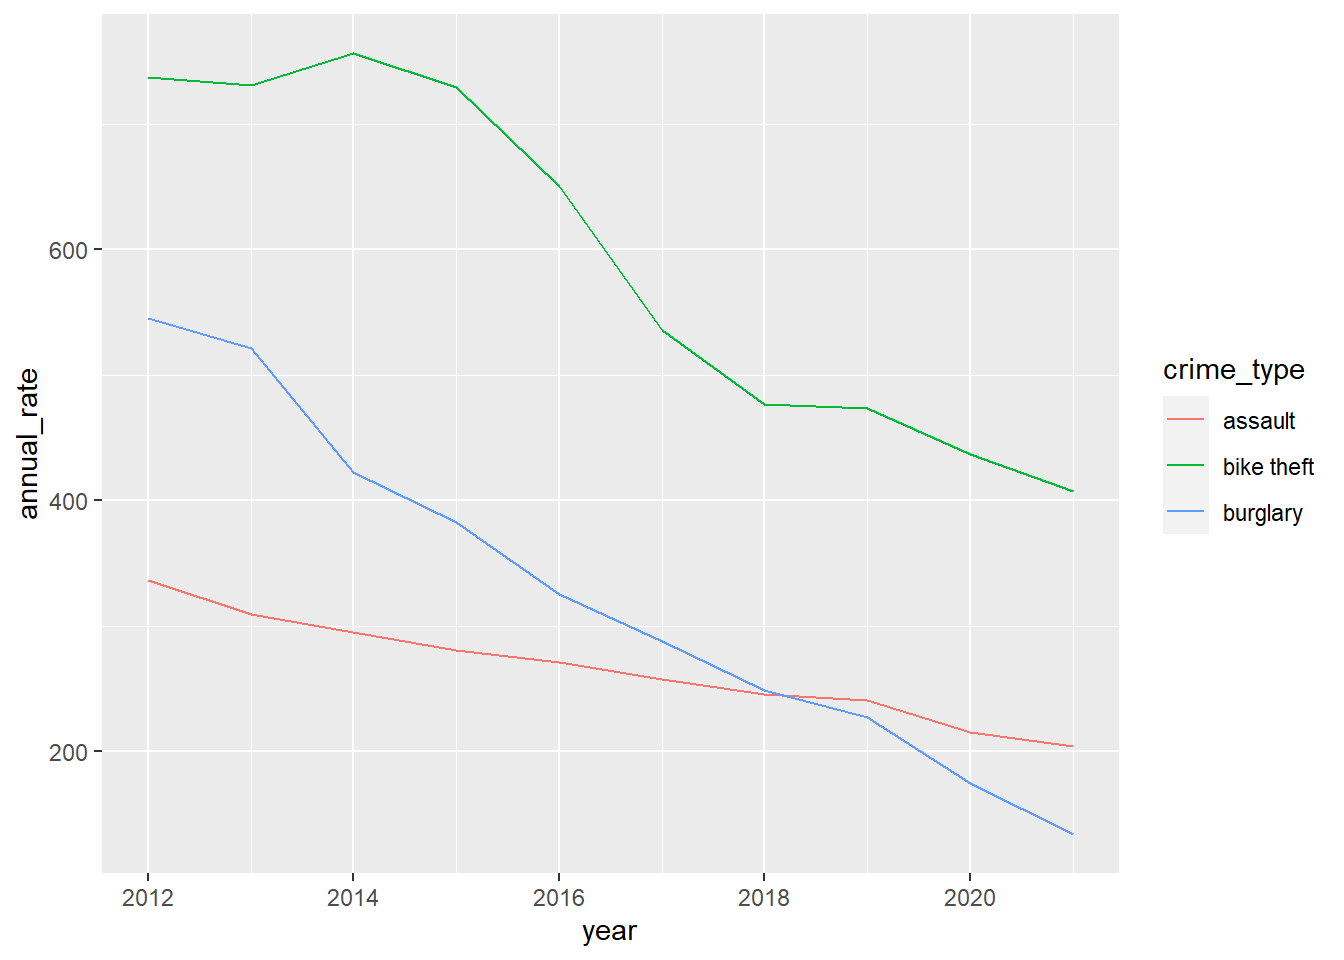 annual_rate
600
400
200
2012 2014 2016 2018 2020
year
crime_type
assault
bike theft
burglary